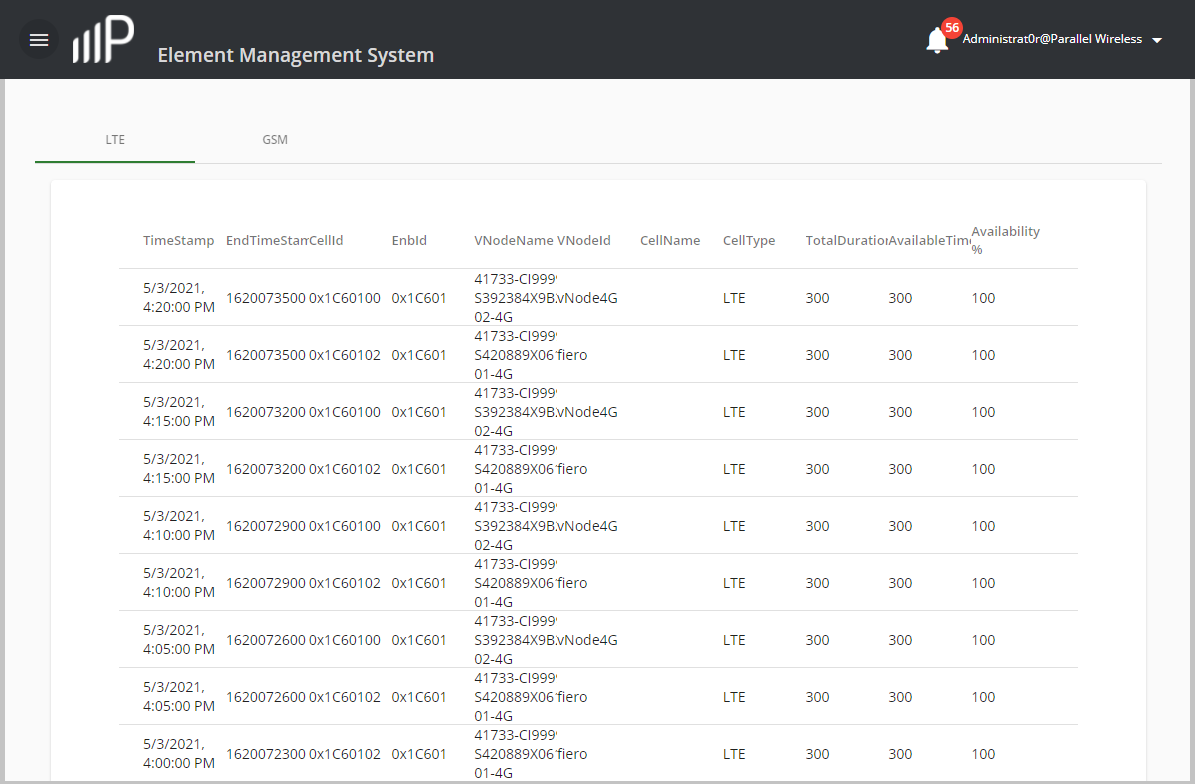 P
Element Management System
56
Administrat0r@Parallel Wireless
LTE GSM
TimeStamp EndTimeStam CellId EnbId VNodeName VNodeId CellName CellType TotalDuration AvailableTime Availability
%
5/3/2021,
4:20:00 PM 1620073500 0x1C60100 0x1C601 41733-CI999
S392384X9B vNode4G
02-4G LTE 300 300 100
5/3/2021,
4:20:00 PM 1620073500 0x1C60102 0x1C601 41733-CI999
S420889X06 fiero
01-4G LTE 300 300 100
5/3/2021,
4:15:00 PM 1620073200 0x1C60100 0x1C601 41733-CI999
S392384X9B vNode4G
02-4G LTE 300 300 100
5/3/2021,
4:15:00 PM 1620073200 0x1C60102 0x1C601 41733-CI999
S420889X06 fiero
01-4G LTE 300 300 100
5/3/2021,
4:10:00 PM 1620072900 0x1C60100 0x1C601 41733-CI999
S392384X9B vNode4G
02-4G LTE 300 300 100
5/3/2021,
4:10:00 PM 1620072900 0x1C60102 0x1C601 41733-CI999
S420889X06 fiero
01-4G LTE 300 300 100
5/3/2021,
4:05:00 PM 1620072600 0x1C60100 0x1C601 41733-CI999
S392384X9B vNode4G
02-4G LTE 300 300 100
5/3/2021,
4:05:00 PM 1620072600 0x1C60102 0x1C601 41733-CI999
S420889X06 fiero
01-4G LTE 300 300 100
5/3/2021,
4:00:00 PM 1620072300 0x1C60102 0x1C601 41733-CI999
S420889X06 fiero
01-4G LTE 300 300 100